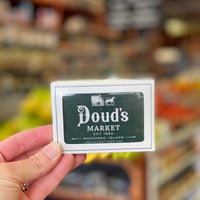 Doud's
MARKET
EST. 1884
MACKINAC ISLAND